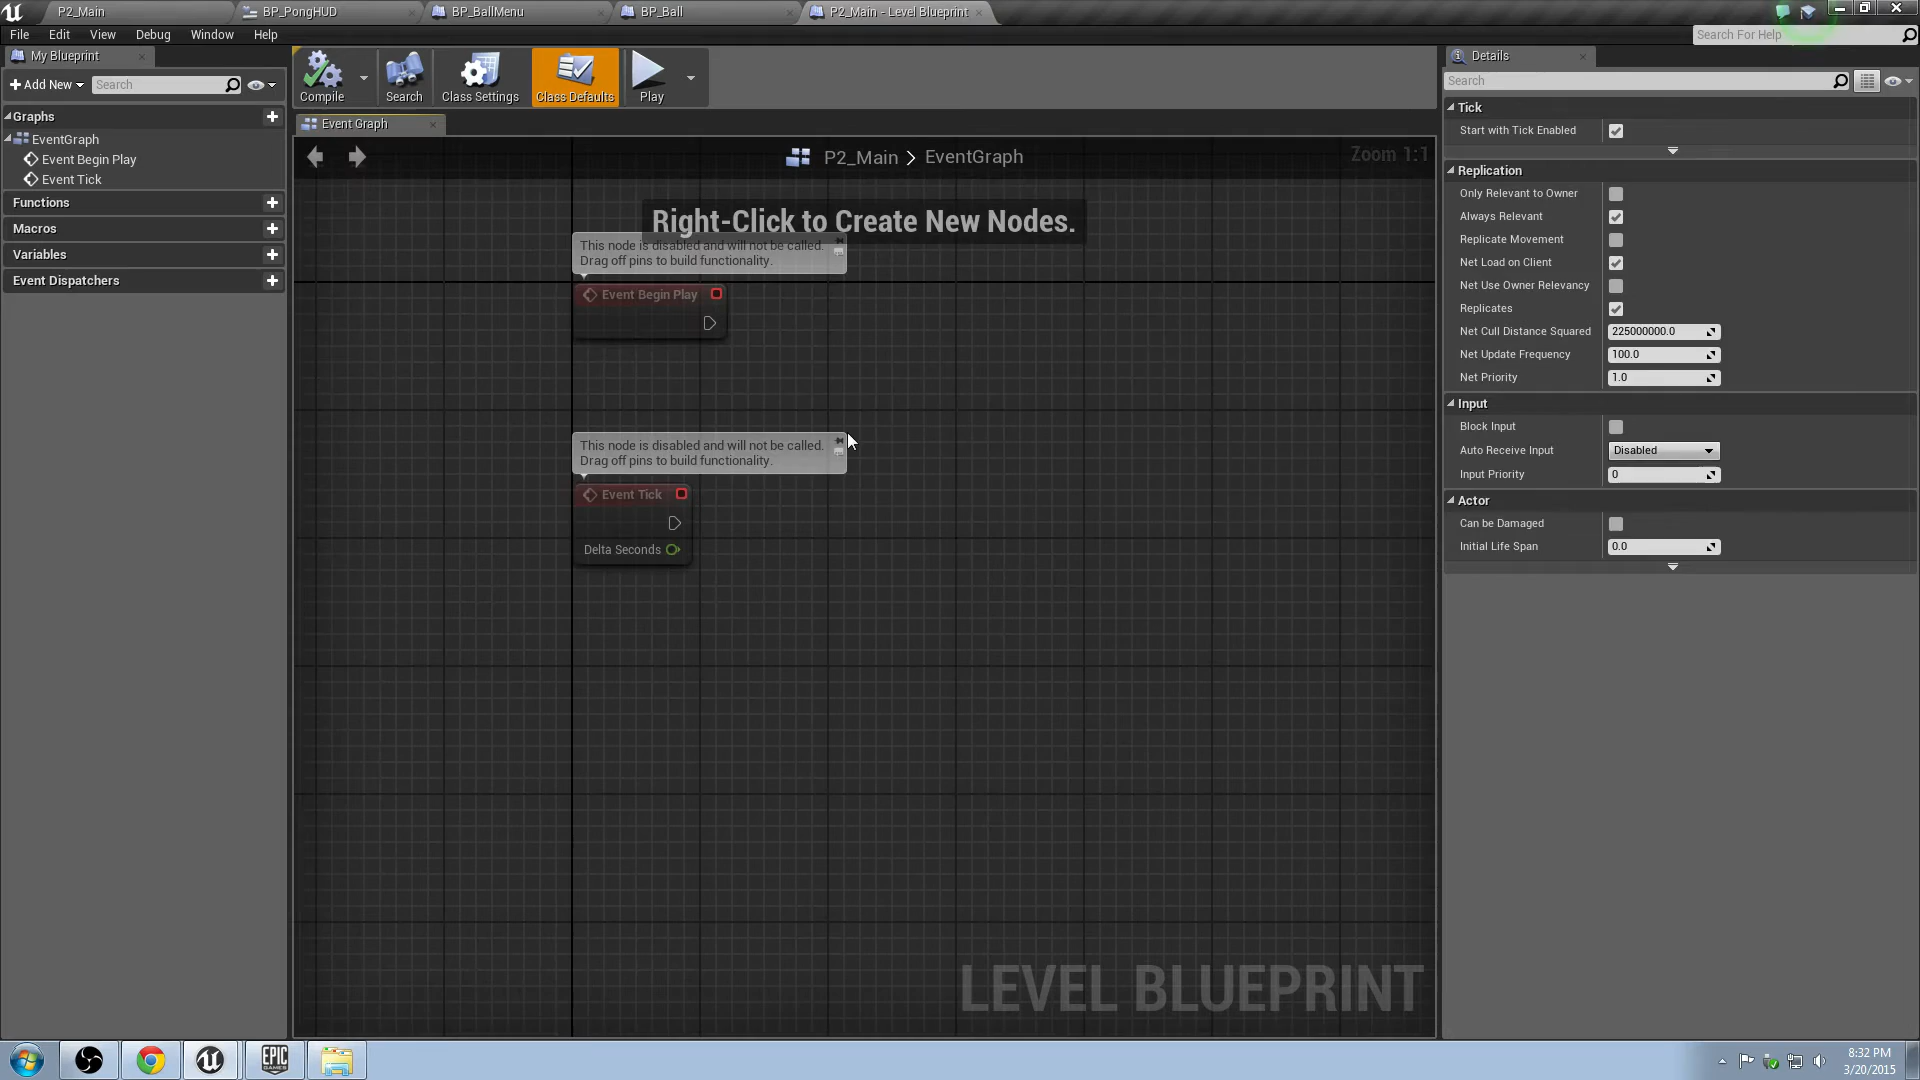 P2_Main
BP_PongHUD
BP_BallMenu
BP_Ball
P2_Main - Level Blueprint
File Edit View Debug Window Help
Search For Help
My Blueprint
Add New
Search
Graphs
EventGraph
Event Begin Play
Event Tick
Functions
Macros
Variables
Event Dispatchers
Compile
Search
Class Settings
Class Defaults
Play
Event Graph
P2_Main > EventGraph
Zoom 1:1
Right-Click to Create New Nodes.
This node is disabled and will not be called.
Drag off pins to build functionality.
Event Begin Play
This node is disabled and will not be called.
Drag off pins to build functionality.
Event Tick
Delta Seconds
LEVEL BLUEPRINT
Details
Search
Tick
Start with Tick Enabled
Replication
Only Relevant to Owner
Always Relevant
Replicate Movement
Net Load on Client
Net Use Owner Relevancy
Replicates
Net Cull Distance Squared 225000000.0
Net Update Frequency 100.0
Net Priority 1.0
Input
Block Input
Auto Receive Input Disabled
Input Priority 0
Actor
Can be Damaged
Initial Life Span 0.0
EPIC
GAMES
8:32 PM
3/20/2015